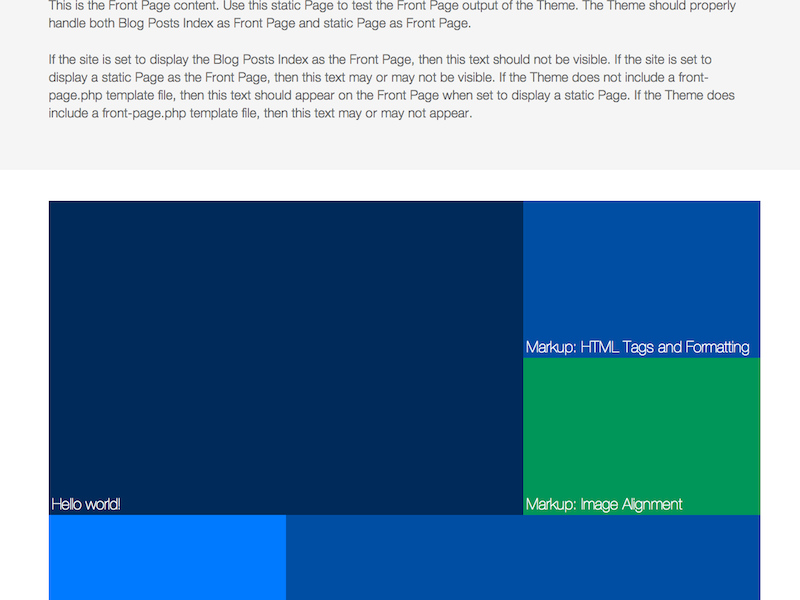 This is the Front Page content. Use this static Page to test the Front Page output of the Theme. The Theme should properly
handle both Blog Posts Index as Front Page and static Page as Front Page.
If the site is set to display the Blog Posts Index as the Front Page, then this text should not be visible. If the site is set to
display a static Page as the Front Page, then this text may or may not be visible. If the Theme does not include a front-
page.php template file, then this text should appear on the Front Page when set to display a static Page. If the Theme does
include a front-page.php template file, then this text may or may not appear.
Markup: HTML Tags and Formatting
Hello world!
Markup: Image Alignment